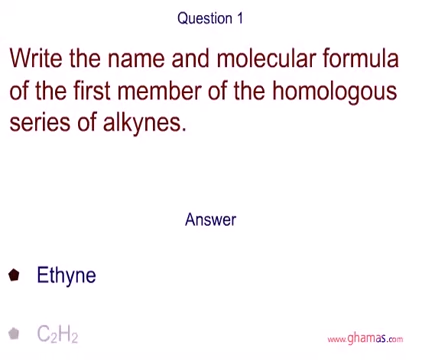 Question 1
Write the name and molecular formula
of the first member of the homologous
series of alkynes.
Answer
Ethyne
C₂H₂
www.ghamas.com